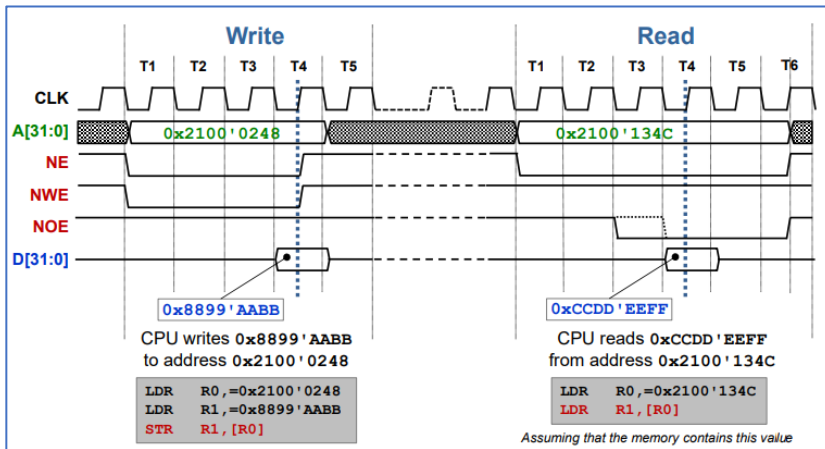 Write Read
T1 T2 T3 T4 T5 T1 T2 T3 T4 T5 T6
CLK
A[31:0] 0x2100'0248 0x2100'134C
NE
NWE
NOE
D[31:0]
0x8899'AABB 0xCCDD'EEFF
CPU writes 0x8899'AABB
to address 0x2100'0248
CPU reads 0xCCDD'EEFF
from address 0x2100'134C
LDR R0,=0x2100'0248
LDR R1,=0x8899'AABB
STR R1,[R0]
LDR R0,=0x2100'134C
LDR R1,[R0]
Assuming that the memory contains this value